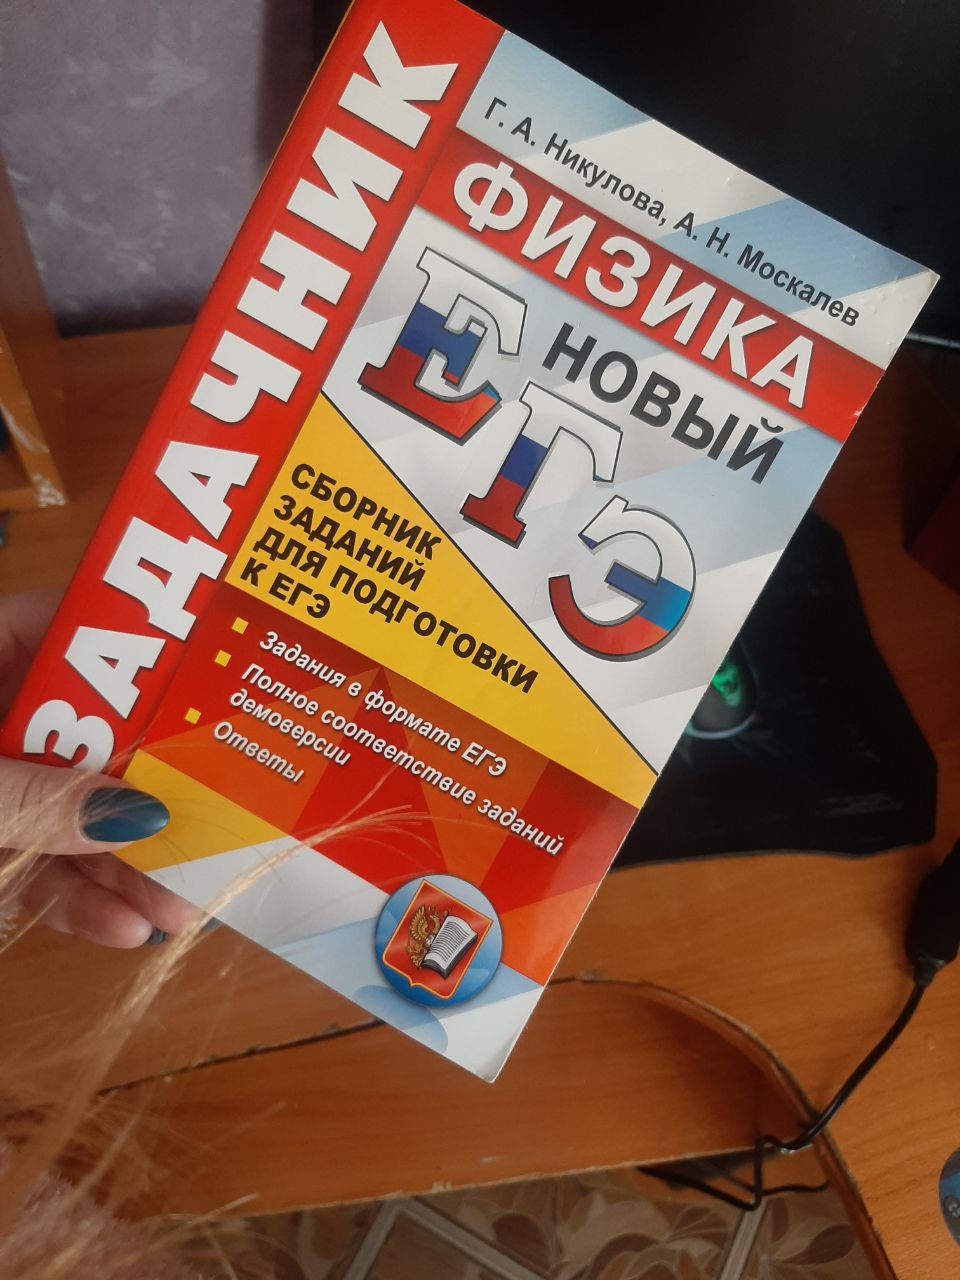 ЗАДАЧНИК
Г. А. Никулова, А. Н. Москалев
ФИЗИКА
НОВЫЙ
ЕГЭ
СБОРНИК
ЗАДАНИЙ
ДЛЯ ПОДГОТОВКИ
К ЕГЭ
Задания в формате ЕГЭ
Полное соответствие заданий
демоверсии
Ответы